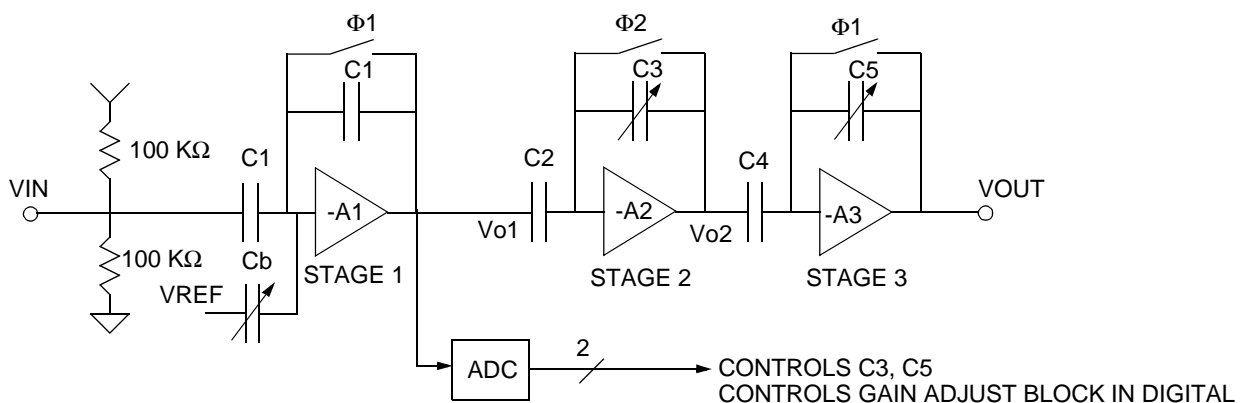 Φ1
Φ2
Φ1
C1
C3
C5
100 KΩ
C1
C2
C4
VIN
VOUT
-A1
-A2
-A3
Vo1
Vo2
100 KΩ
Cb
STAGE 1
STAGE 2
STAGE 3
VREF
2
ADC
CONTROLS C3, C5
CONTROLS GAIN ADJUST BLOCK IN DIGITAL